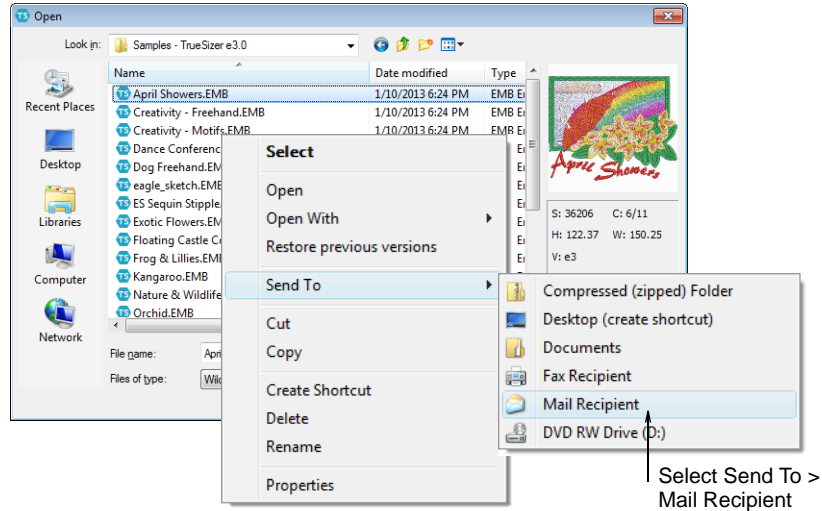 Open
Look in:
Samples - TrueSizer e3.0
Recent Places
Desktop
Libraries
Computer
Network
Name
Date modified
Type
April Showers.EMB
1/10/2013 6:24 PM
EMB E
Creativity - Freehand.EMB
1/10/2013 6:24 PM
EMB E
Creativity - Motifs.EMB
1/10/2013 6:24 PM
EMB E
Dance Conferenc
Dog Freehand.EM
eagle_sketch.EMB
ES Sequin Stipple.
Exotic Flowers.EM
Floating Castle C
Frog & Lillies.EM
Kangaroo.EMB
Nature & Wildlife
Orchid.EMB
File name:
Apri
Files of type:
Wilc
April Showers
S: 36206 C: 6/11
H: 122.37 W: 150.25
V: e3
Select
Open
Open With
Restore previous versions
Send To
Cut
Copy
Create Shortcut
Delete
Rename
Properties
Compressed (zipped) Folder
Desktop (create shortcut)
Documents
Fax Recipient
Mail Recipient
DVD RW Drive (D:)
Select Send To >
Mail Recipient